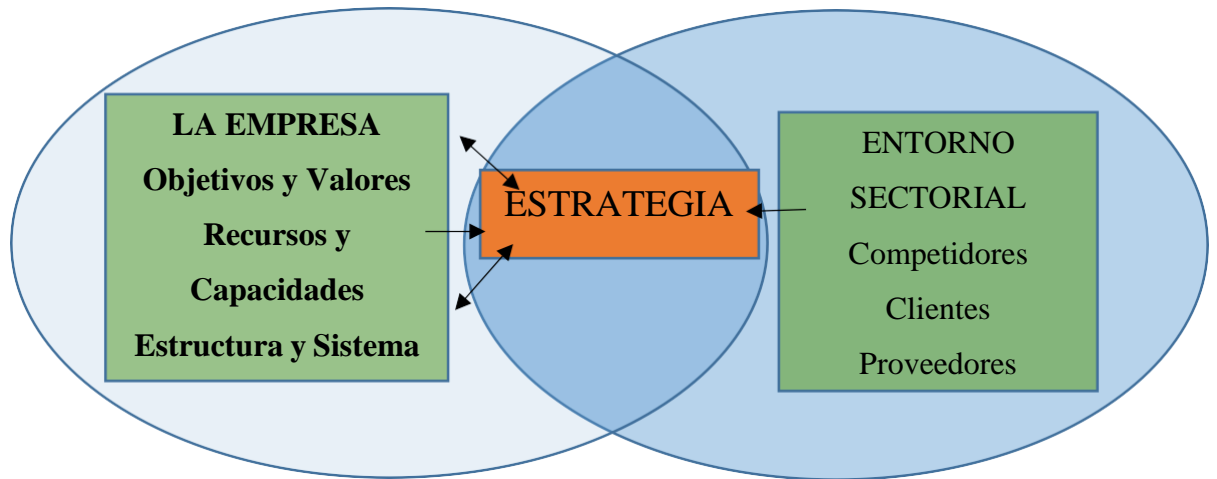 LA EMPRESA
Objetivos y Valores
Recursos y
Capacidades
Estructura y Sistema
ESTRATEGIA
ENTORNO
SECTORIAL
Competidores
Clientes
Proveedores